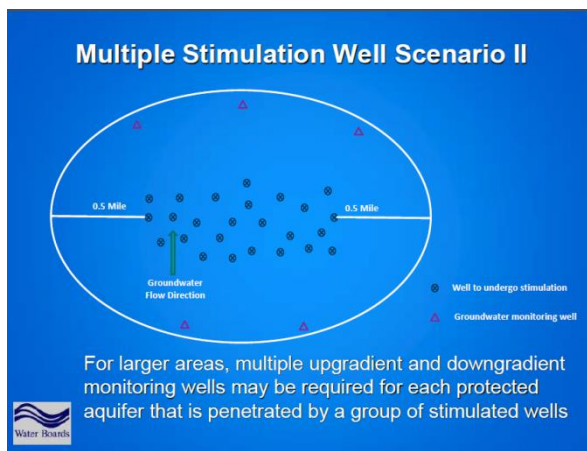 Multiple Stimulation Well Scenario II
0.5 Mile
0.5 Mile
Groundwater
Flow Direction
Well to undergo stimulation
Groundwater monitoring well
For larger areas, multiple upgradient and downgradient
monitoring wells may be required for each protected
aquifer that is penetrated by a group of stimulated wells
Water Boards